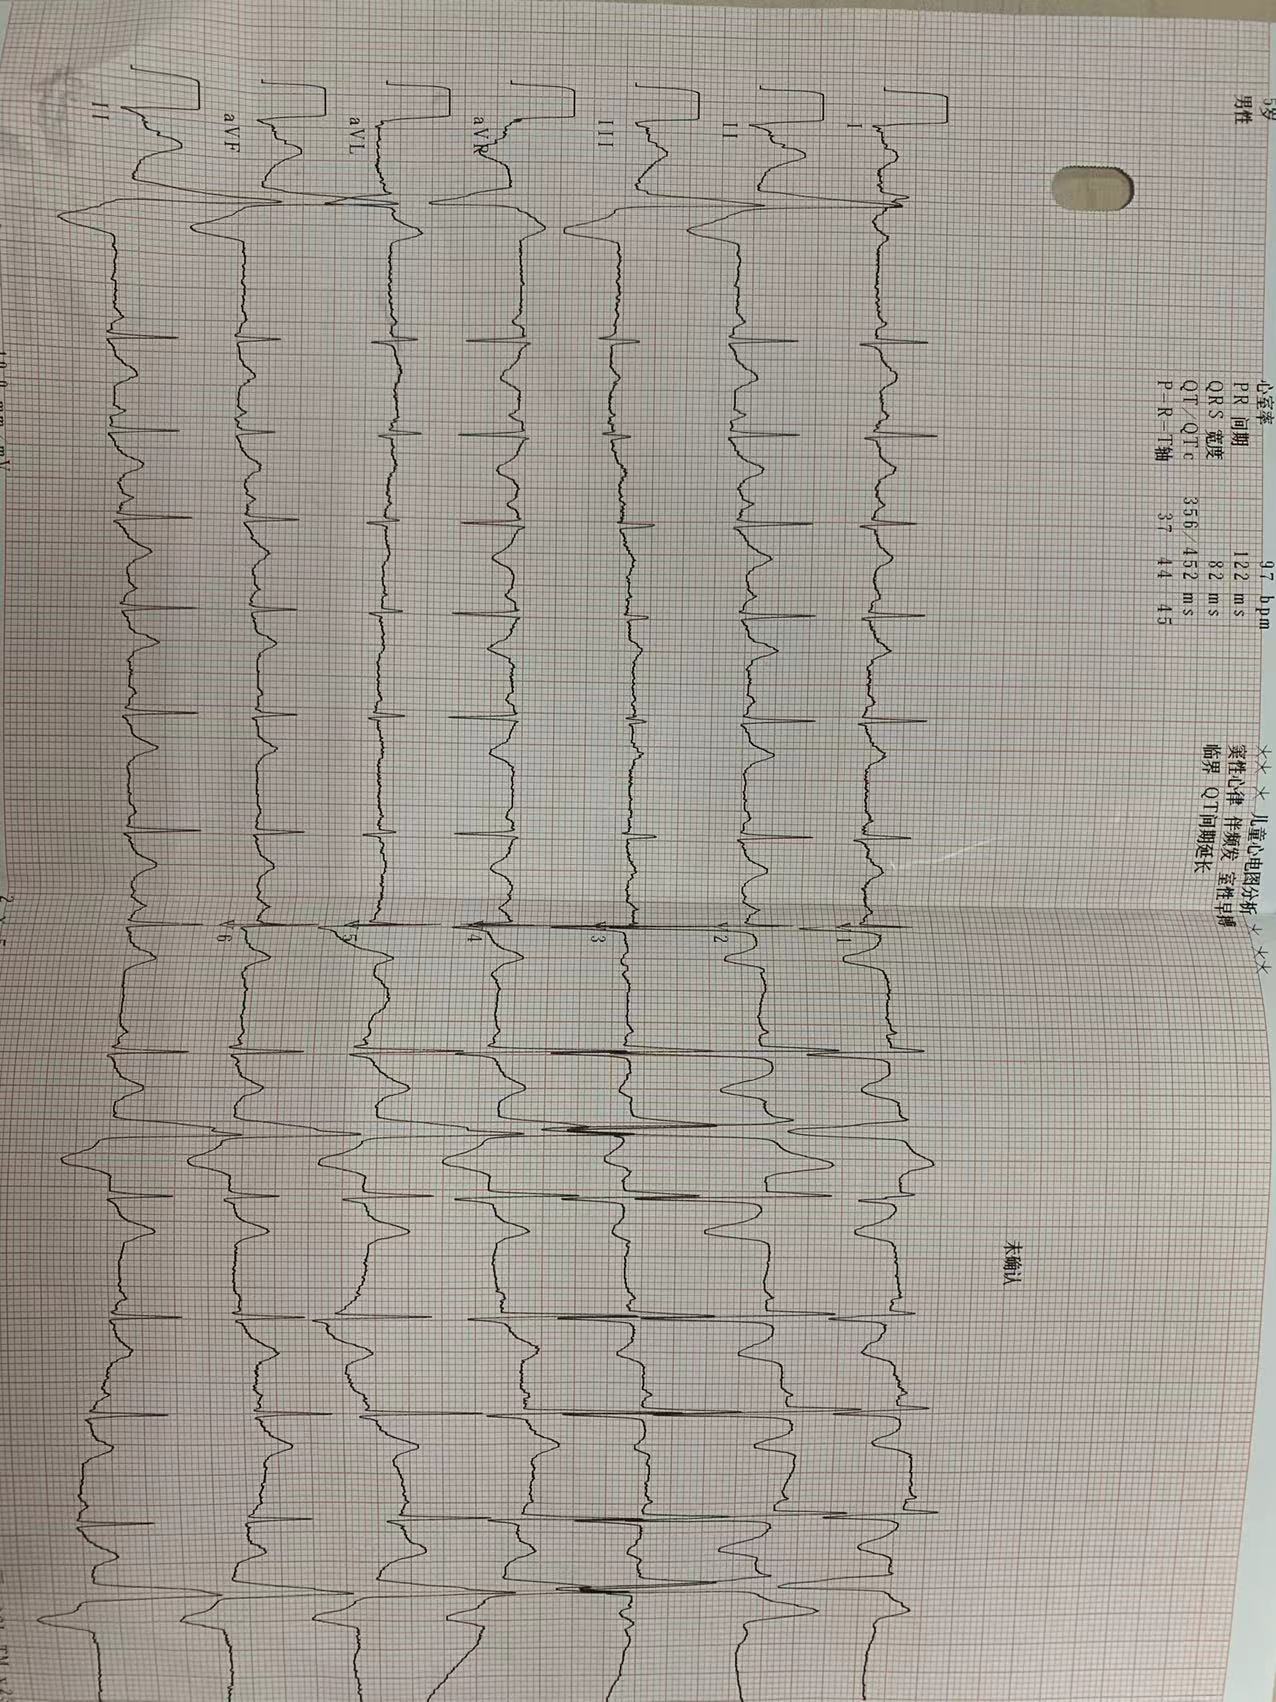 男性
心室率 97 bpm
PR 间期 122 ms
QRS 宽度 82 ms
QT/QTc 356/452 ms
P-R-T轴 37 44 45
*** 儿童心电图分析 ***
窦性心律 伴频发 室性早搏
临界 QT间期延长
未确认
I
II
III
aVR
aVL
aVF
II
V1
V2
V3
V4
V5
V6